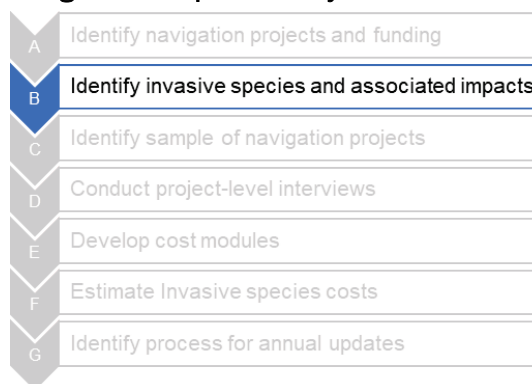 A Identify navigation projects and funding
B Identify invasive species and associated impacts
C Identify sample of navigation projects
D Conduct project-level interviews
E Develop cost modules
F Estimate Invasive species costs
G Identify process for annual updates